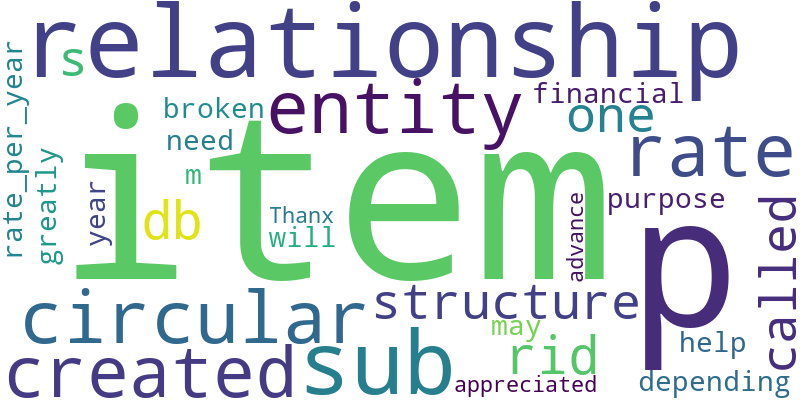 relationship
s
rate_per_year
broken
entity
financial
one
need
item
rate
m
greatly
year
db
Thanx
will
advance
purpose
p
called
circular
structure
may
rid
help
created
sub
appreciated
depending